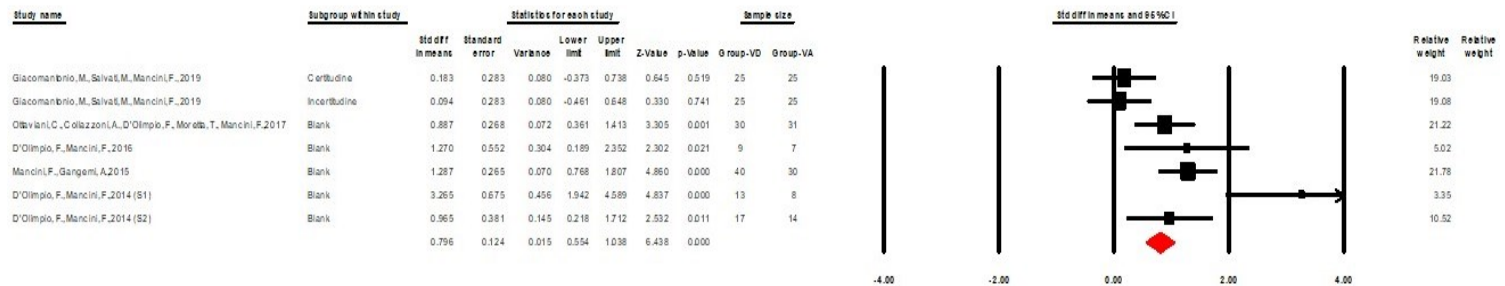 Study name Subgroup within study Statistics for each study Sample size Std diff in means and 95% CI
Std diff in means Standard error Variance Lower limit Upper limit Z-Value p-Value Group-VD Group-VA Relative weight Relative weight
Giacomantonio,M.,Salvati,M.,Mancini,F.,2019 Certitudine 0.183 0.283 0.080 -0.373 0.738 0.645 0.519 25 25 19.03
Giacomantonio,M.,Salvati,M.,Mancini,F.,2019 Incertitudine 0.094 0.283 0.080 -0.461 0.648 0.330 0.741 25 25 19.08
Ottaviani,C.,Collazzoni,A.,D'Olimpio,F.,Moretta,T.,Mancini,F.,2017 Blank 0.887 0.268 0.072 0.361 1.413 3.305 0.001 30 31 21.22
D'Olimpio, F.,Mancini,F.,2016 Blank 1.270 0.552 0.304 0.189 2.352 2.302 0.021 9 7 5.02
Mancini,F.,Gangemi, A.2015 Blank 1.287 0.265 0.070 0.768 1.807 4.860 0.000 40 30 21.78
D'Olimpio, F.,Mancini,F.,2014 (S1) Blank 3.265 0.675 0.456 1.942 4.589 4.837 0.000 13 8 3.35
D'Olimpio, F.,Mancini,F.,2014 (S2) Blank 0.965 0.381 0.145 0.218 1.712 2.532 0.011 17 14 10.52
0.796 0.124 0.015 0.554 1.038 6.438 0.000
-4.00 -2.00 0.00 2.00 4.00